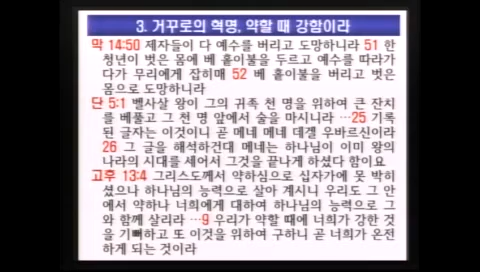 3. 거꾸로의 혁명, 약할 때 강함이라
막 14:50 제자들이 다 예수를 버리고 도망하니라 51 한
청년이 벗은 몸에 베 홑이불을 두르고 예수를 따라가
다가 무리에게 잡히매 52 베 홑이불을 버리고 벗은
몸으로 도망하니라
단 5:1 벨사살 왕이 그의 귀족 천 명을 위하여 큰 잔치
를 베풀고 그 천 명 앞에서 술을 마시니라 …25 기록
된 글자는 이것이니 곧 메네 메네 데겔 우바르신이라
26 그 글을 해석하건대 메네는 하나님이 이미 왕의
나라의 시대를 세어서 그것을 끝나게 하셨다 함이요
고후 13:4 그리스도께서 약하심으로 십자가에 못 박히
셨으나 하나님의 능력으로 살아 계시니 우리도 그 안
에서 약하나 너희에게 대하여 하나님의 능력으로 그
와 함께 살리라 …9 우리가 약할 때에 너희가 강한 것
을 기뻐하고 또 이것을 위하여 구하니 곧 너희가 온전
하게 되는 것이라